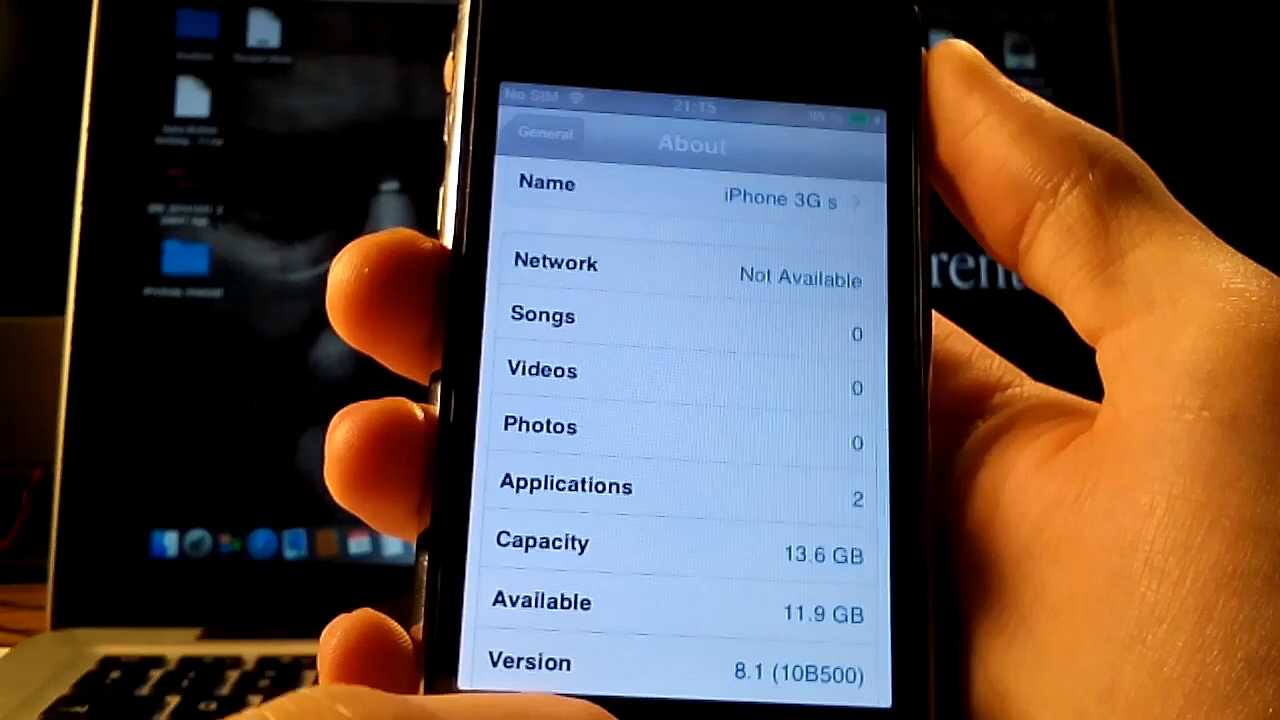 No SIM 21:15 95
General About
Name iPhone 3G s
Network Not Available
Songs 0
Videos 0
Photos 0
Applications 2
Capacity 13.6 GB
Available 11.9 GB
Version 8.1 (10B500)